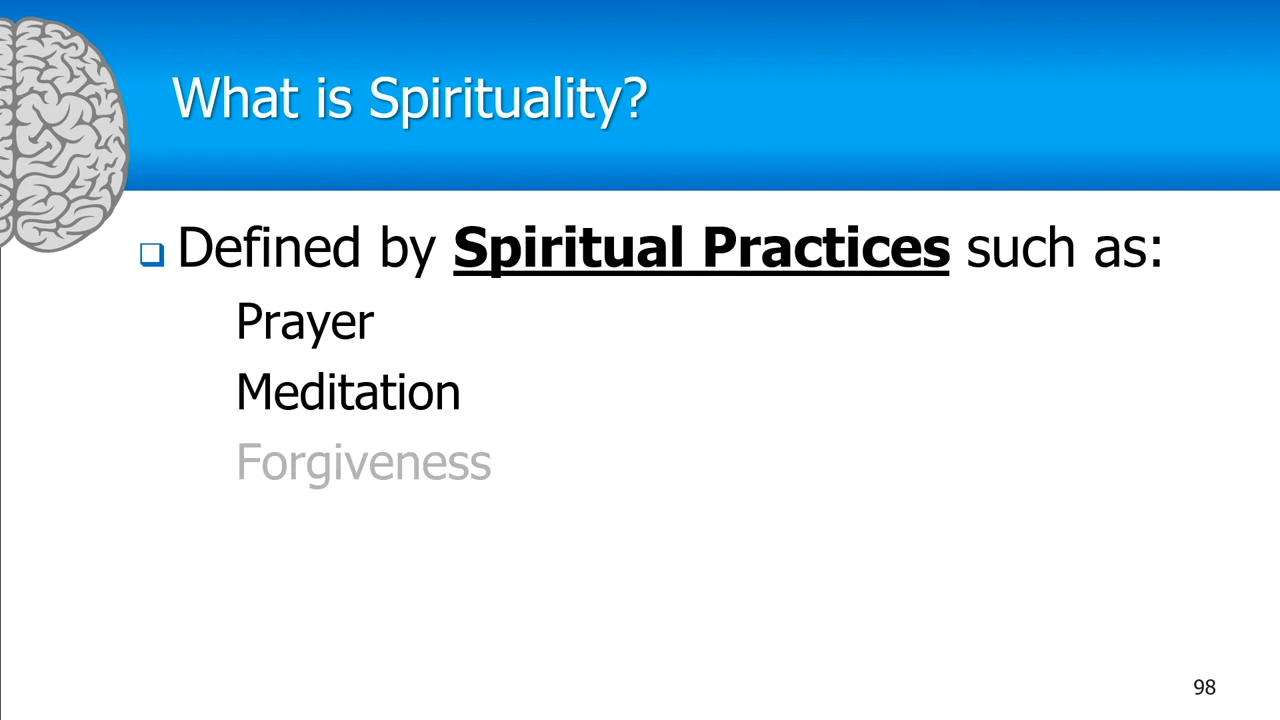 What is Spirituality?
Defined by Spiritual Practices such as:
Prayer
Meditation
Forgiveness
98